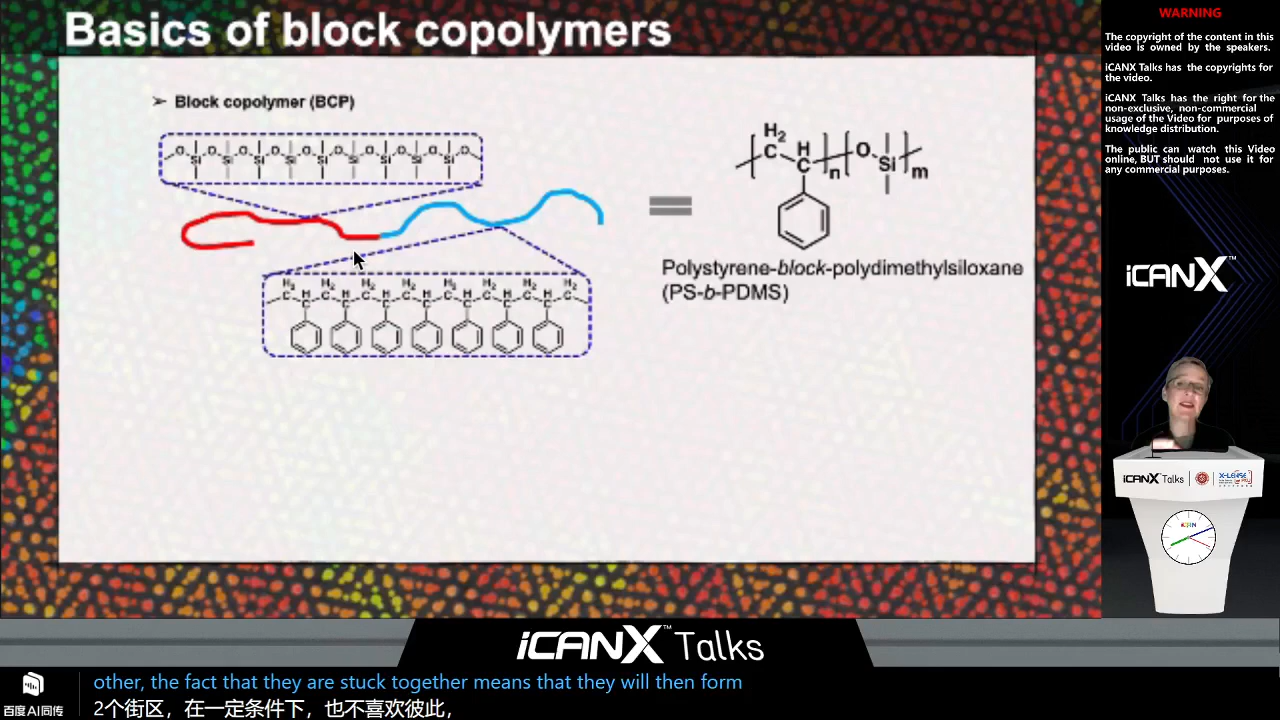 Basics of block copolymers
➢ Block copolymer (BCP)
Polystyrene-block-polydimethylsiloxane
(PS-b-PDMS)
WARNING
The copyright of the content in this
video is owned by the speakers.
iCANX Talks has the copyrights for
the video.
iCANX Talks has the right for the
non-exclusive, non-commercial
usage of the Video for purposes of
knowledge distribution.
The public can watch this Video
online, BUT should not use it for
any commercial purposes.
iCANX™
iCANX Talks
iCANX™ Talks
other, the fact that they are stuck together means that they will then form
2个街区，在一定条件下，也不喜欢彼此，
百度AI同传